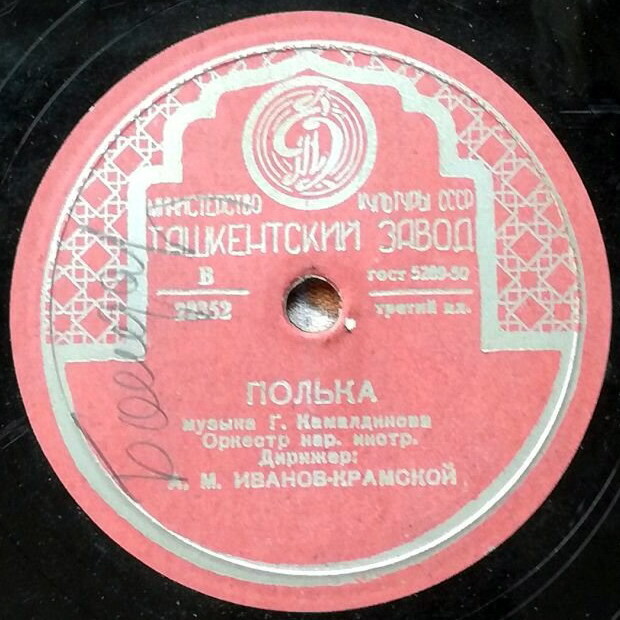 МИНИСТЕРСТВО КУЛЬТУРЫ СССР
ТАШКЕНТСКИЙ ЗАВОД
В ГОСТ 5289-50
третий кл.
ПОЛЬКА
музыка Г. Камалдинова
Оркестр нар. инстр.
Дирижер:
А. М. ИВАНОВ-КРАМСКОЙ